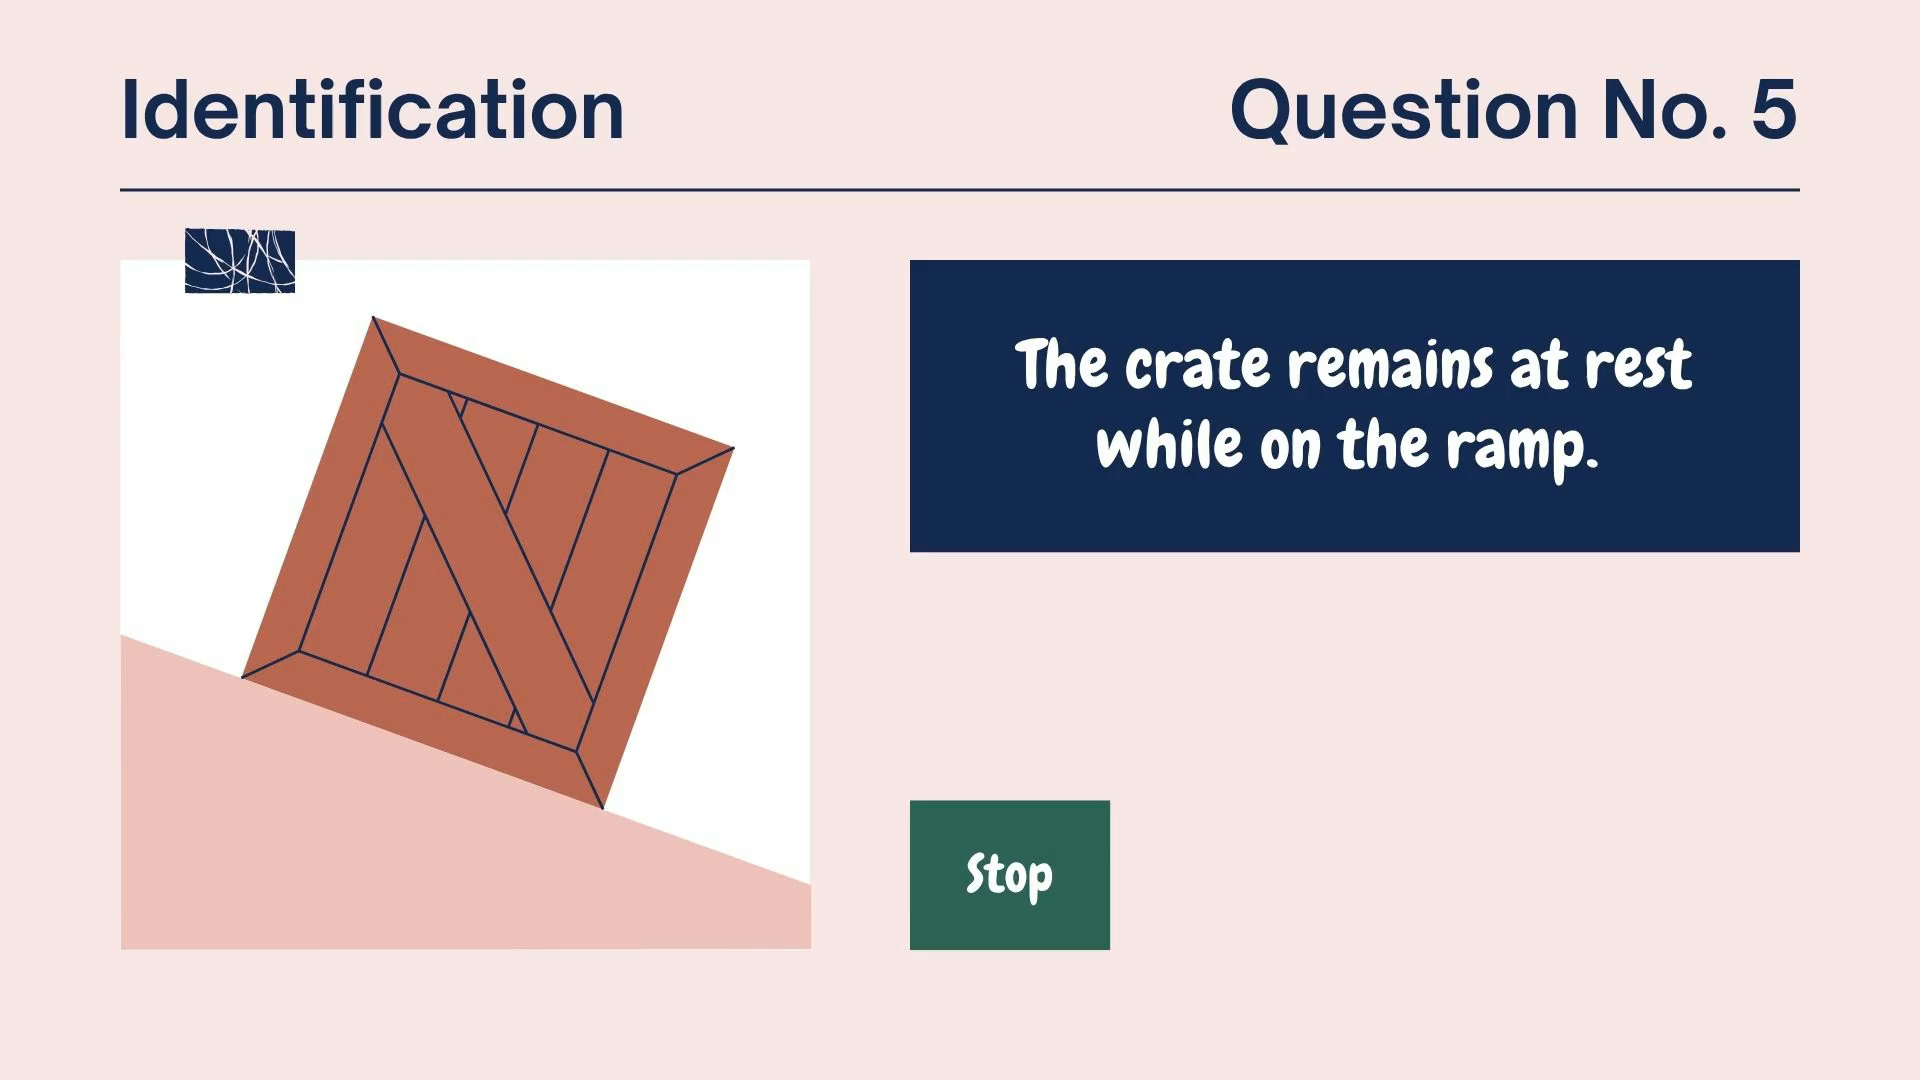 Identification
Question No. 5
The crate remains at rest
while on the ramp.
Stop